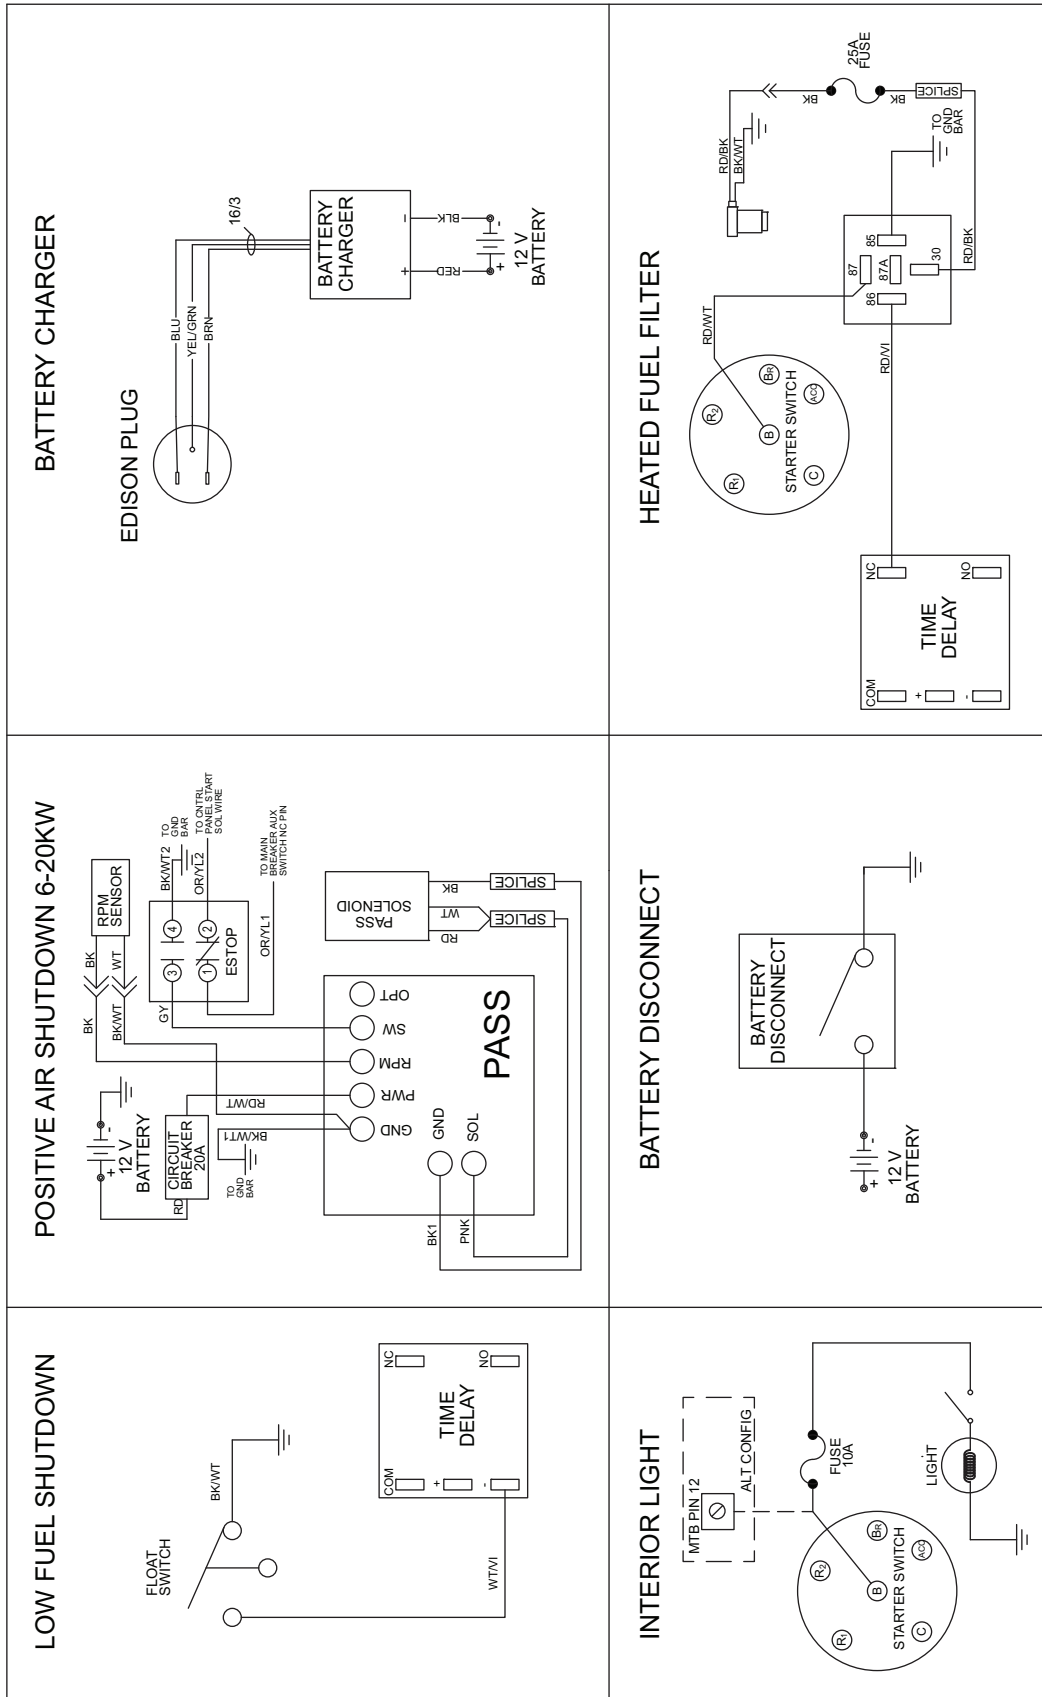 LOW FUEL SHUTDOWN
FLOAT
SWITCH
BK/WT
WT/VI
COM
NC
+
-
NO
TIME
DELAY
POSITIVE AIR SHUTDOWN 6-20KW
+
-
12 V
BATTERY
RD
CIRCUIT
BREAKER
20A
RD/WT
BK/WT1
TO
GND
BAR
BK
BK/WT
BK
WT
RPM
SENSOR
GY
3
4
1
2
ESTOP
BK/WT2
TO
GND
BAR
OR/YL2
TO CNTRL
PANEL START
SOL WIRE
OR/YL1
TO MAIN
BREAKER AUX
SWITCH NC PIN
GND
PWR
RPM
SW
OPT
GND
SOL
PASS
BK1
PNK
PASS
SOLENOID
RD
WT
BK
SPLICE
SPLICE
BATTERY CHARGER
EDISON PLUG
BLU
YEL/GRN
BRN
16/3
BATTERY
CHARGER
+
-
RED
BLK
+
-
12 V
BATTERY
INTERIOR LIGHT
MTB PIN 12
ALT CONFIG
FUSE
10A
R1
R2
B
BR
C
ACC
STARTER SWITCH
LIGHT
BATTERY DISCONNECT
+
-
12 V
BATTERY
BATTERY
DISCONNECT
HEATED FUEL FILTER
COM
NC
+
-
NO
TIME
DELAY
R1
R2
B
BR
C
ACC
STARTER SWITCH
RD/WT
RD/VI
86
87
87A
85
30
RD/BK
TO
GND
BAR
RD/BK
BK/WT
BK
25A
FUSE
BK
SPLICE